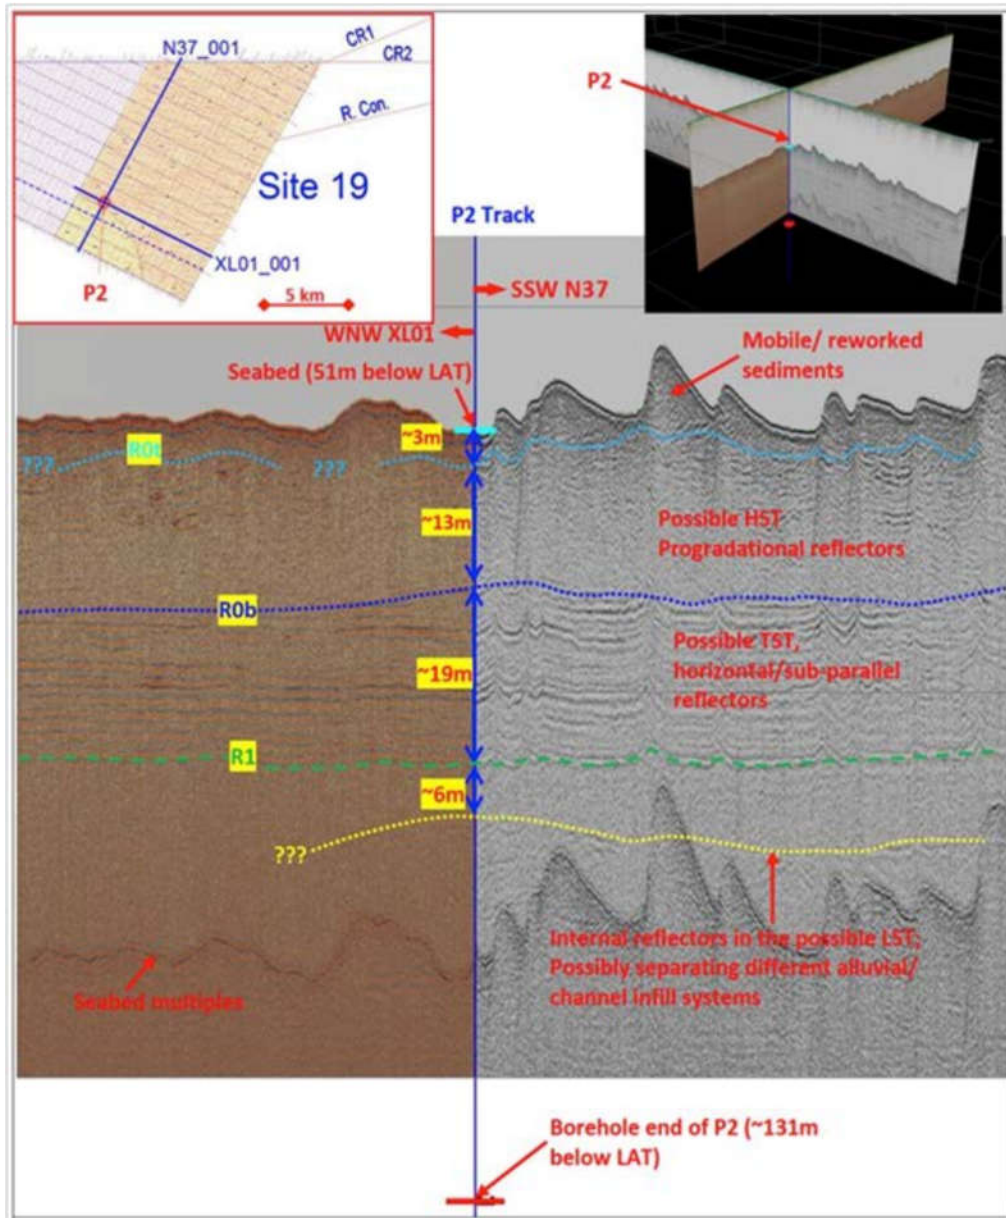 N37_001
CR1
CR2
R. Con.
Site 19
XL01_001
P2
5 km
P2
P2 Track
SSW N37
WNW XL01
Seabed (51m below LAT)
Mobile/ reworked
sediments
~3m
R0t
???
???
~13m
Possible HST
Progradational reflectors
R0b
Possible TST,
horizontal/sub-parallel
reflectors
~19m
R1
~6m
???
Internal reflectors in the possible LST;
Possibly separating different alluvial/
channel infill systems
Seabed multiples
Borehole end of P2 (~131m
below LAT)